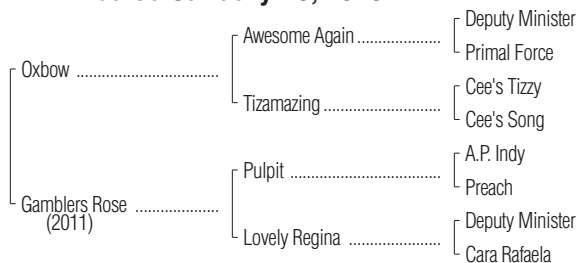 Deputy Minister
Awesome Again
Primal Force
Oxbow
Cee's Tizzy
Tizamazing
Cee's Song
A.P. Indy
Pulpit
Preach
Gamblers Rose
(2011)
Deputy Minister
Lovely Regina
Cara Rafaela